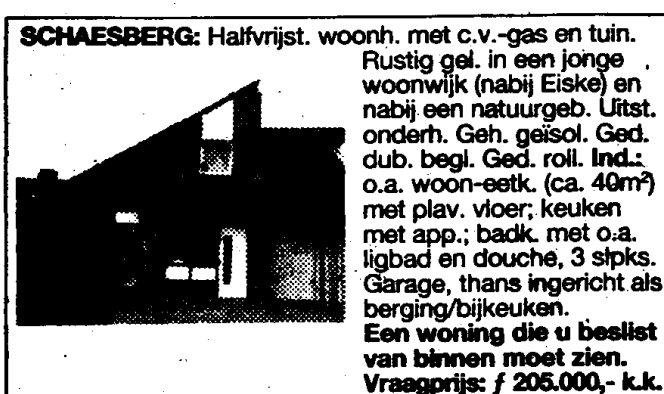 SCHAESBERG: Halfvrijst. woonh. met c.v.-gas en tuin.
Rustig gel. in een jonge
woonwijk (nabij Eiske) en
nabij een natuurgeb. Uitst.
onderh. Geh. geïsol. Ged.
dub. begl. Ged. roll. Ind.:
o.a. woon-eetk. (ca. 40m²)
met plav. vloer; keuken
met app.; badk. met o.a.
ligbad en douche, 3 slpks.
Garage, thans ingericht als
berging/bijkeuken.
Een woning die u beslist
van binnen moet zien.
Vraagprijs: ƒ 205.000,- k.k.